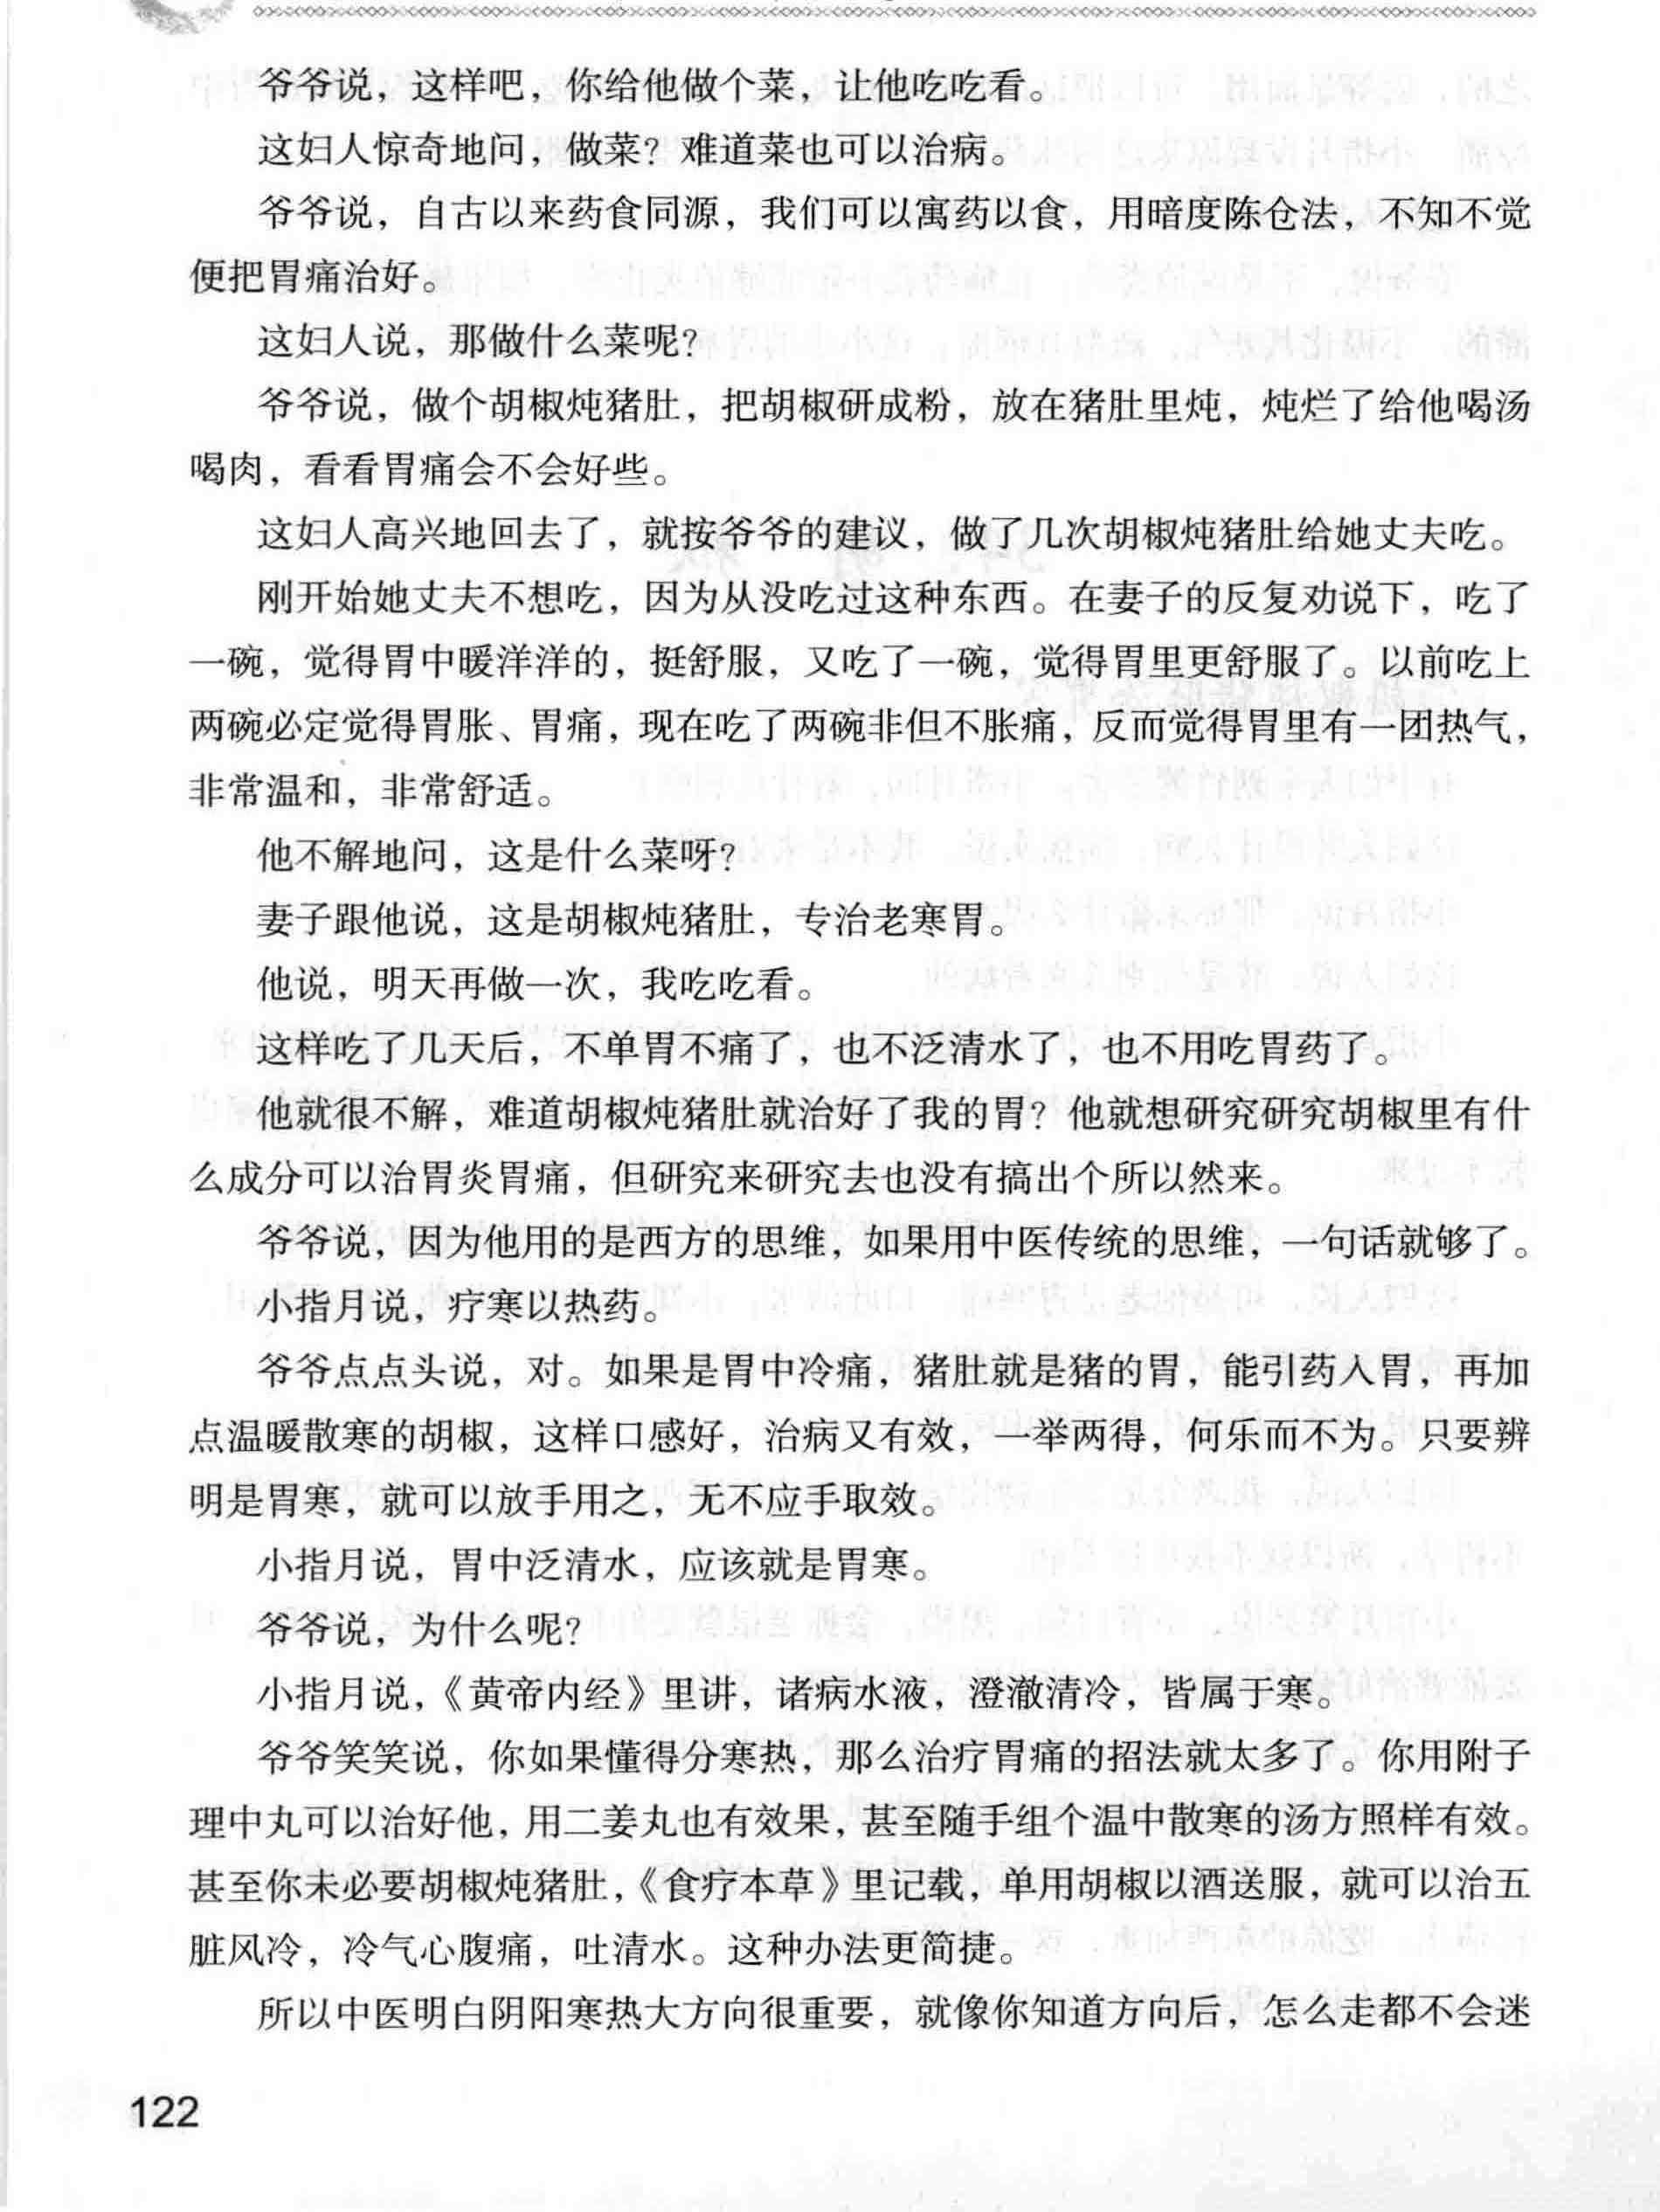 爷爷说，这样吧，你给他做个菜，让他吃吃看。
这妇人惊奇地问，做菜？难道菜也可以治病。
爷爷说，自古以来药食同源，我们可以寓药以食，用暗度陈仓法，不知不觉
便把胃痛治好。
这妇人说，那做什么菜呢？
爷爷说，做个胡椒炖猪肚，把胡椒研成粉，放在猪肚里炖，炖烂了给他喝汤
喝肉，看看胃痛会不会好些。
这妇人高兴地回去了，就按爷爷的建议，做了几次胡椒炖猪肚给她丈夫吃。
刚开始她丈夫不想吃，因为从没吃过这种东西。在妻子的反复劝说下，吃了
一碗，觉得胃中暖洋洋的，挺舒服，又吃了一碗，觉得胃里更舒服了。以前吃上
两碗必定觉得胃胀、胃痛，现在吃了两碗非但不胀痛，反而觉得胃里有一团热气，
非常温和，非常舒适。
他不解地问，这是什么菜呀？
妻子跟他说，这是胡椒炖猪肚，专治老寒胃。
他说，明天再做一次，我吃吃看。
这样吃了几天后，不单胃不痛了，也不泛清水了，也不用吃胃药了。
他就很不解，难道胡椒炖猪肚就治好了我的胃？他就想研究研究胡椒里有什
么成分可以治胃炎胃痛，但研究来研究去也没有搞出个所以然来。
爷爷说，因为他用的是西方的思维，如果用中医传统的思维，一句话就够了。
小指月说，疗寒以热药。
爷爷点点头说，对。如果是胃中冷痛，猪肚就是猪的胃，能引药入胃，再加
点温暖散寒的胡椒，这样口感好，治病又有效，一举两得，何乐而不为。只要辨
明是胃寒，就可以放手用之，无不应手取效。
小指月说，胃中泛清水，应该就是胃寒。
爷爷说，为什么呢？
小指月说，《黄帝内经》里讲，诸病水液，澄澈清冷，皆属于寒。
爷爷笑笑说，你如果懂得分寒热，那么治疗胃痛的招法就太多了。你用附子
理中丸可以治好他，用二姜丸也有效果，甚至随手组个温中散寒的汤方照样有效。
甚至你未必要胡椒炖猪肚，《食疗本草》里记载，单用胡椒以酒送服，就可以治五
脏风冷，冷气心腹痛，吐清水。这种办法更简捷。
所以中医明白阴阳寒热大方向很重要，就像你知道方向后，怎么走都不会迷
122